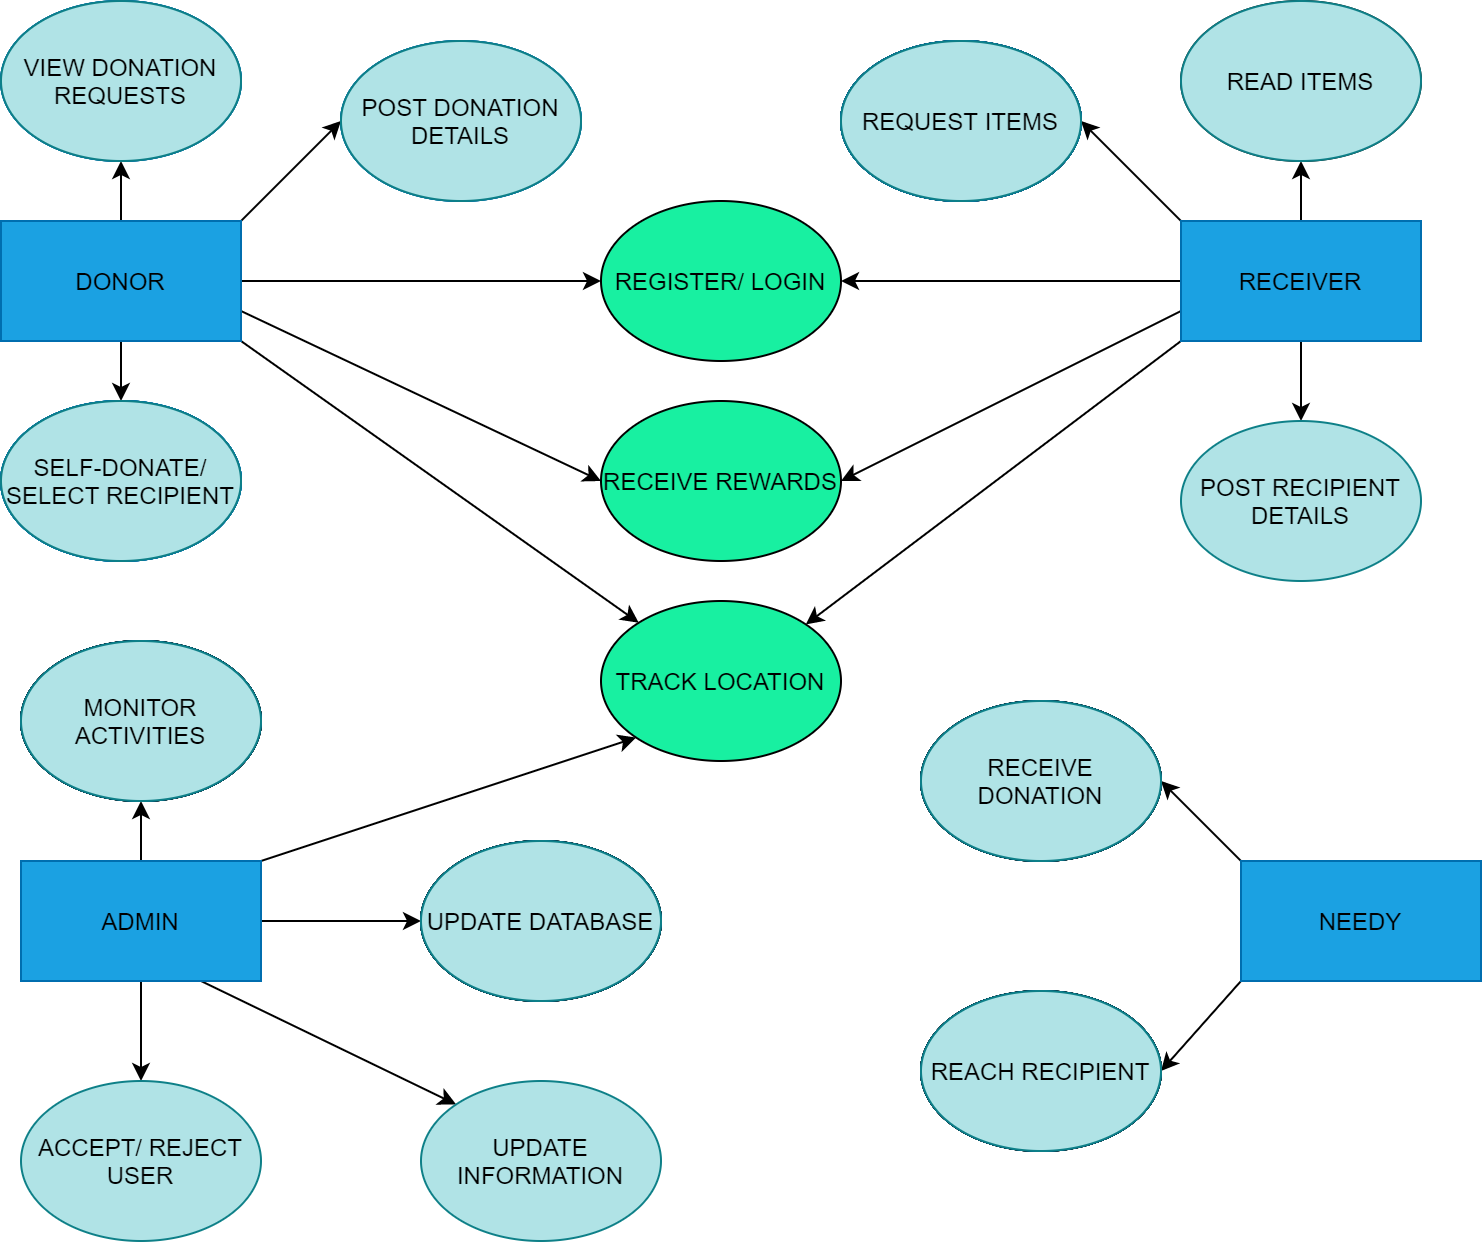 VIEW DONATION
REQUESTS
POST DONATION
DETAILS
REQUEST ITEMS
READ ITEMS
DONOR
REGISTER/ LOGIN
RECEIVER
SELF-DONATE/
SELECT RECIPIENT
RECEIVE REWARDS
POST RECIPIENT
DETAILS
TRACK LOCATION
MONITOR
ACTIVITIES
RECEIVE
DONATION
ADMIN
UPDATE DATABASE
NEEDY
REACH RECIPIENT
ACCEPT/ REJECT
USER
UPDATE
INFORMATION